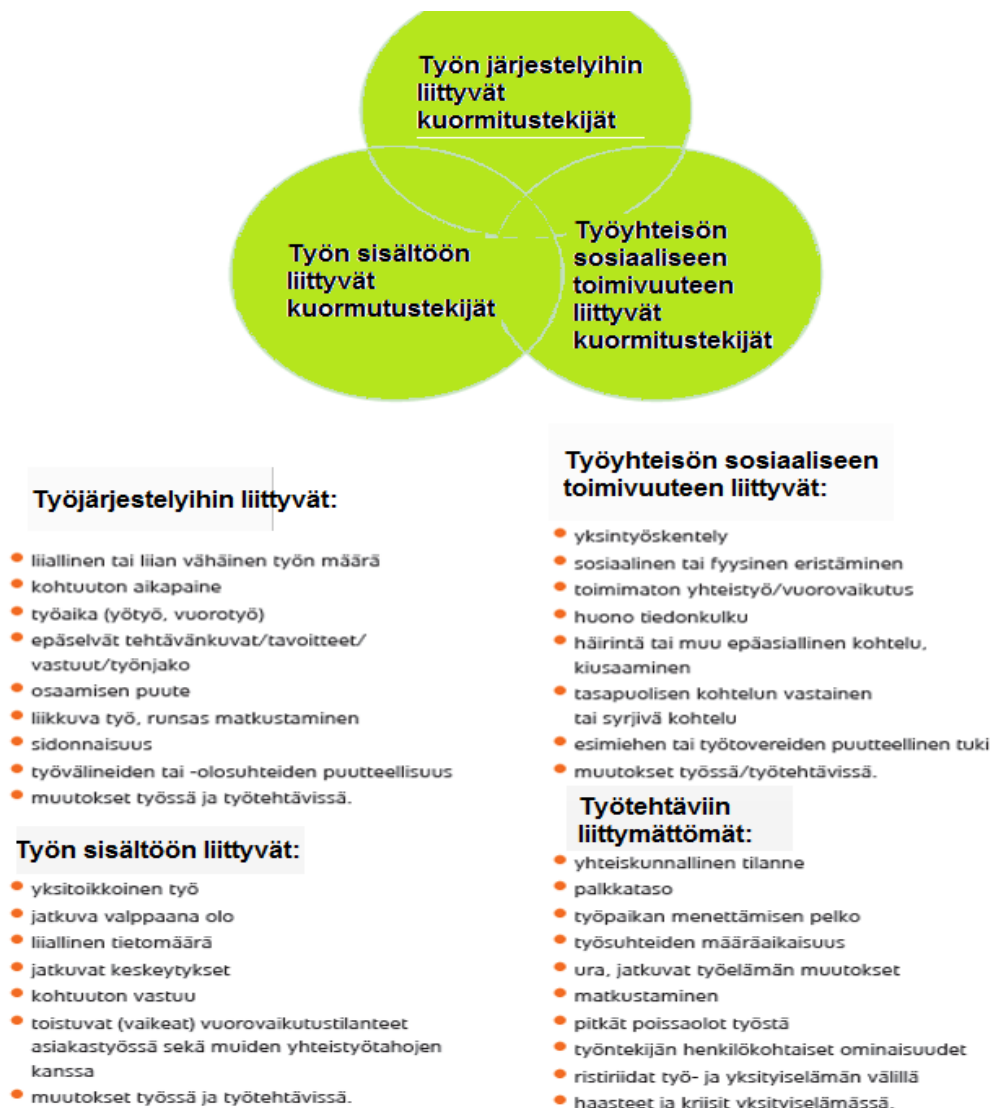 Työn järjestelyihin
liittyvät
kuormitustekijät
Työn sisältöön
liittyvät
kuormutustekijät
Työyhteisön
sosiaaliseen
toimivuuteen
liittyvät
kuormitustekijät
Työjärjestelyihin liittyvät:
liiallinen tai liian vähäinen työn määrä
kohtuuton aikapaine
työaika (yötyö, vuorotyö)
epäselvät tehtävänkuvat/tavoitteet/
vastuut/työnjako
osaamisen puute
liikkuva työ, runsas matkustaminen
sidonnaisuus
työvälineiden tai -olosuhteiden puutteellisuus
muutokset työssä ja työtehtävissä.
Työn sisältöön liittyvät:
yksitoikkoinen työ
jatkuva valppaana olo
liiallinen tietomäärä
jatkuvat keskeytykset
kohtuuton vastuu
toistuvat (vaikeat) vuorovaikutustilanteet
asiakastyössä sekä muiden yhteistyötahojen
kanssa
muutokset työssä ja työtehtävissä.
Työyhteisön sosiaaliseen
toimivuuteen liittyvät:
yksintyöskentely
sosiaalinen tai fyysinen eristäminen
toimimaton yhteistyö/vuorovaikutus
huono tiedonkulku
häirintä tai muu epäasiallinen kohtelu,
kiusaaminen
tasapuolisen kohtelun vastainen
tai syrjivä kohtelu
esimiehen tai työtovereiden puutteellinen tuki
muutokset työssä/työtehtävissä.
Työtehtäviin
liittymättömät:
yhteiskunnallinen tilanne
palkkataso
työpaikan menettämisen pelko
työsuhteiden määräaikaisuus
ura, jatkuvat työelämän muutokset
matkustaminen
pitkät poissaolot työstä
työntekijän henkilökohtaiset ominaisuudet
ristiriidat työ- ja yksityiselämän välillä
haasteet ja kriisit yksityiselämässä.